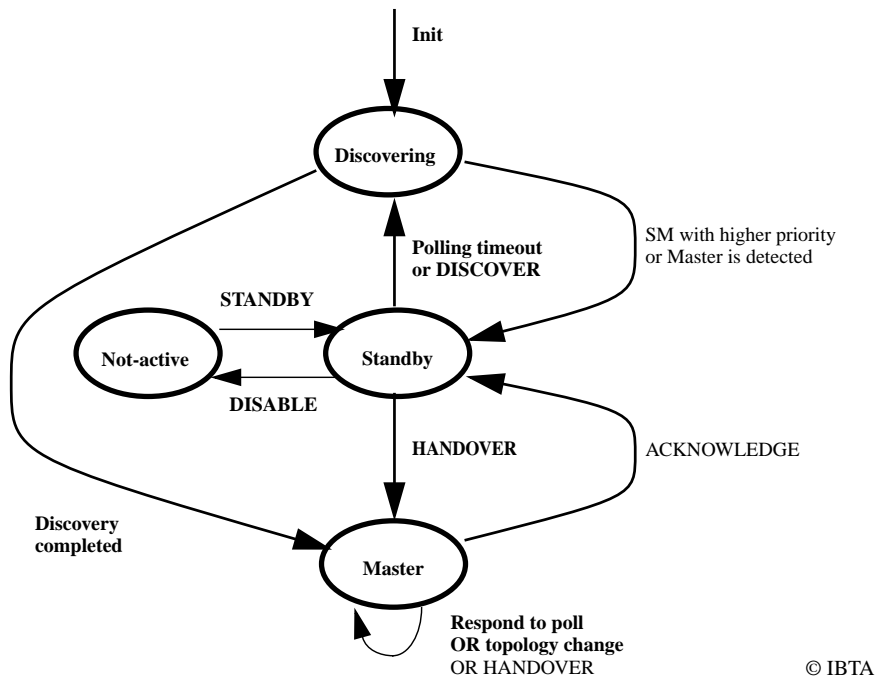 Init
Discovering
Polling timeout
or DISCOVER
SM with higher priority
or Master is detected
STANDBY
Not-active
Standby
DISABLE
HANDOVER
ACKNOWLEDGE
Discovery
completed
Master
Respond to poll
OR topology change
OR HANDOVER
© IBTA